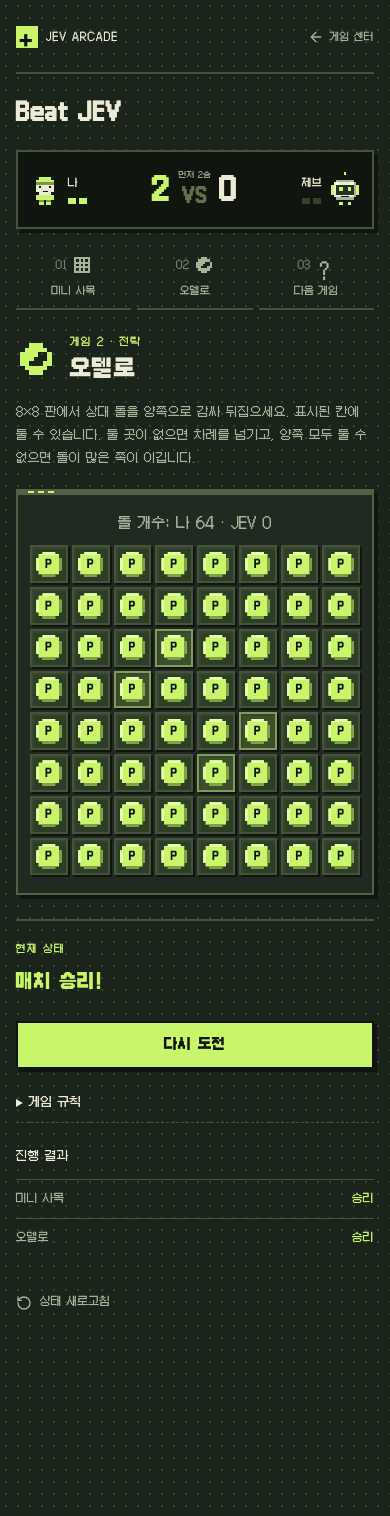 JEV ARCADE
← 게임 센터
Beat JEV
나
2
먼저 2승
VS
0
제브
01
미니 사목
02
오델로
03
?
다음 게임
게임 2 · 전략
오델로
8×8 판에서 상대 돌을 양쪽으로 감싸 뒤집으세요. 표시된 칸에
둘 수 있습니다. 둘 곳이 없으면 차례를 넘기고, 양쪽 모두 둘 수
없으면 돌이 많은 쪽이 이깁니다.
돌 개수: 나 64 · JEV 0
P P P P P P P P
P P P P P P P P
P P P P P P P P
P P P P P P P P
P P P P P P P P
P P P P P P P P
P P P P P P P P
P P P P P P P P
현재 상태
매치 승리!
다시 도전
▶ 게임 규칙
진행 결과
미니 사목 승리
오델로 승리
상태 새로고침